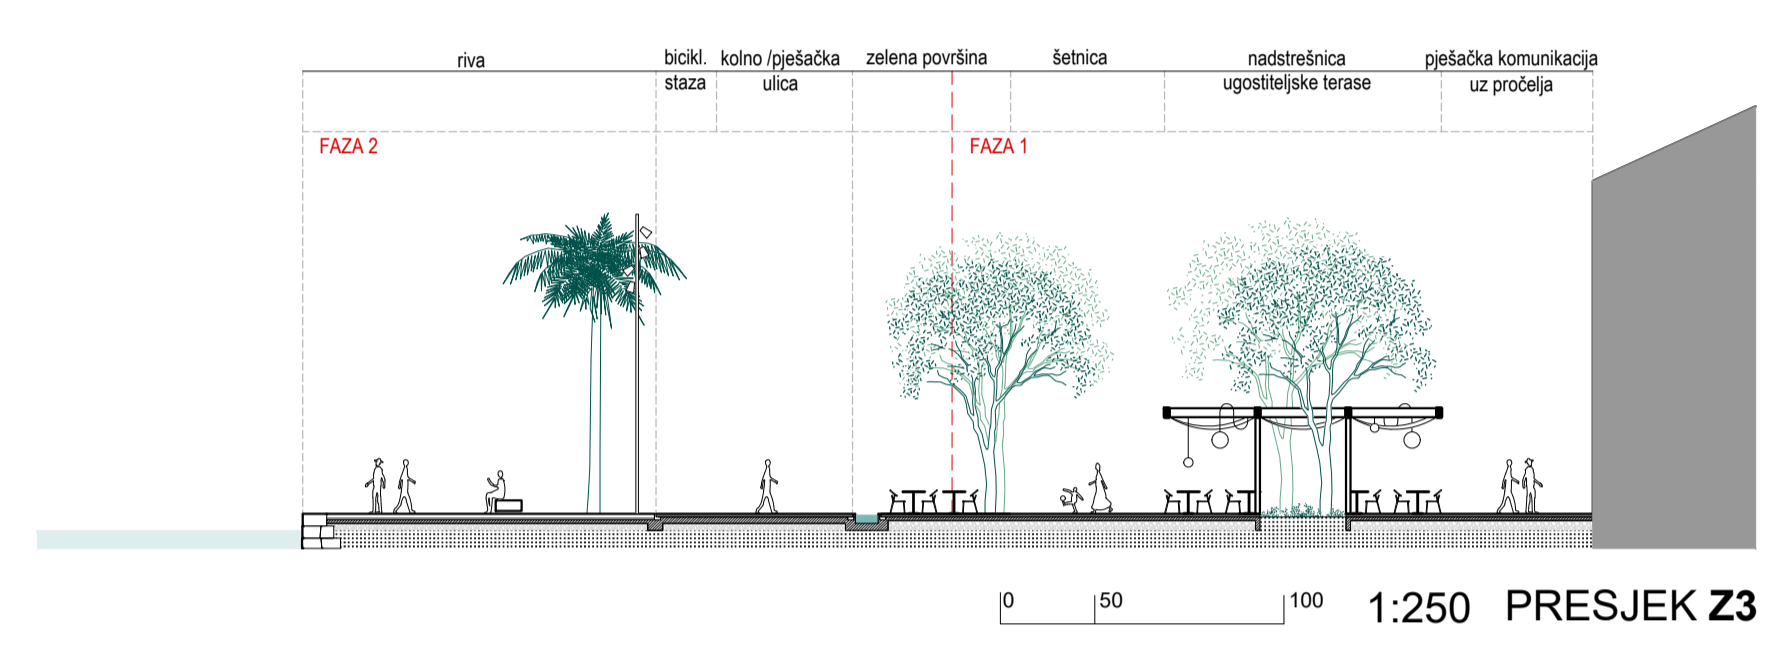 riva
bicikl.
staza
kolno /pješačka
ulica
zelena površina
šetnica
nadstrešnica
ugostiteljske terase
pješačka komunikacija
uz pročelja
FAZA 2
FAZA 1
0 50 100
1:250 PRESJEK Z3